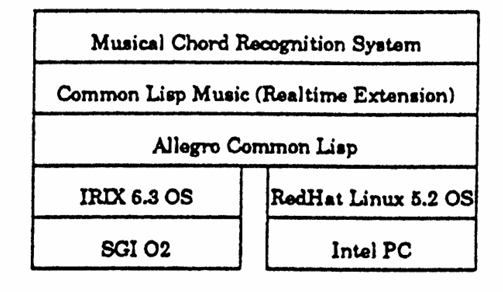 Musical Chord Recognition System
Common Lisp Music (Realtime Extension)
Allegro Common Lisp
IRIX 6.3 OS
RedHat Linux 5.2 OS
SGI O2
Intel PC